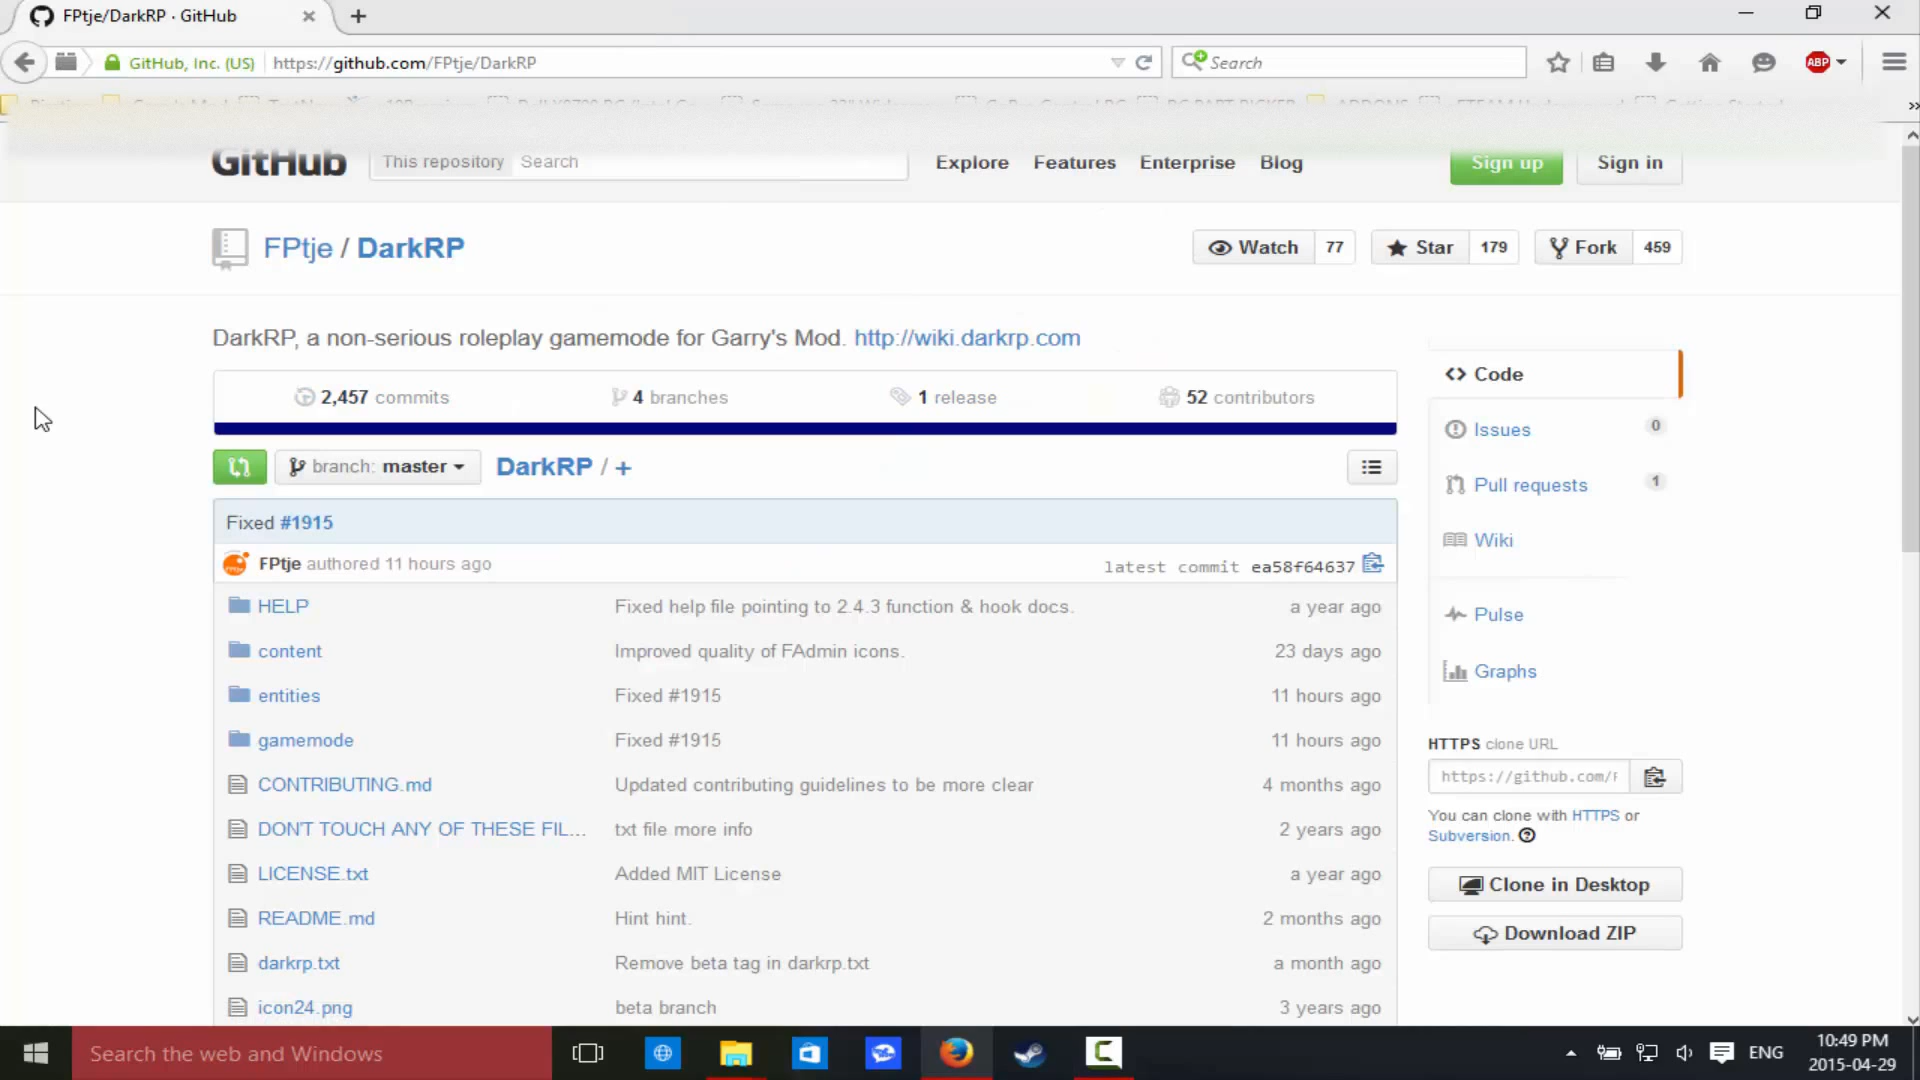 FPtje/DarkRP · GitHub
GitHub, Inc. (US) https://github.com/FPtje/DarkRP
Search
ABP
GitHub This repository Search Explore Features Enterprise Blog Sign up Sign in
FPtje / DarkRP
Watch 77 Star 179 Fork 459
DarkRP, a non-serious roleplay gamemode for Garry's Mod. http://wiki.darkrp.com
2,457 commits 4 branches 1 release 52 contributors
branch: master DarkRP / +
Fixed #1915
FPtje authored 11 hours ago latest commit ea58f64637
HELP Fixed help file pointing to 2.4.3 function & hook docs. a year ago
content Improved quality of FAdmin icons. 23 days ago
entities Fixed #1915 11 hours ago
gamemode Fixed #1915 11 hours ago
CONTRIBUTING.md Updated contributing guidelines to be more clear 4 months ago
DON'T TOUCH ANY OF THESE FIL... txt file more info 2 years ago
LICENSE.txt Added MIT License a year ago
README.md Hint hint. 2 months ago
darkrp.txt Remove beta tag in darkrp.txt a month ago
icon24.png beta branch 3 years ago
Code
Issues 0
Pull requests 1
Wiki
Pulse
Graphs
HTTPS clone URL
https://github.com/
You can clone with HTTPS or
Subversion.
Clone in Desktop
Download ZIP
Search the web and Windows
ENG
10:49 PM
2015-04-29